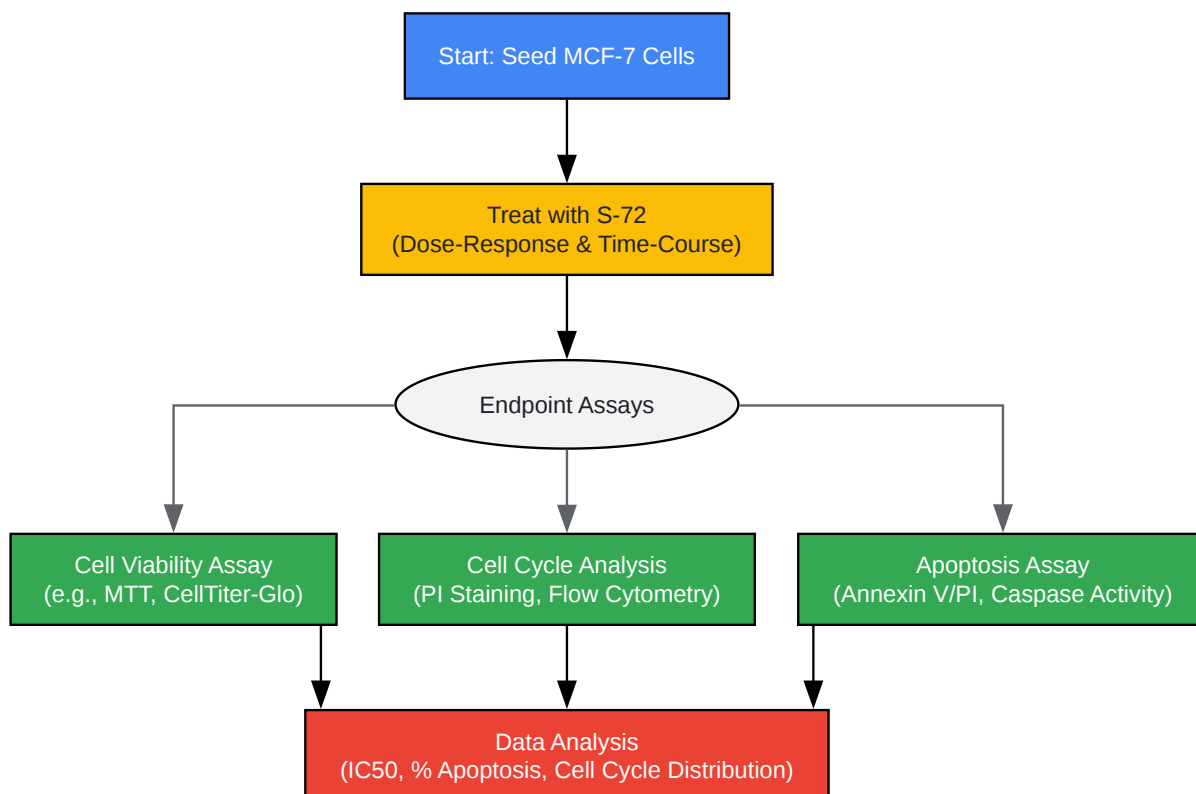 Start: Seed MCF-7 Cells
Treat with S-72
(Dose-Response & Time-Course)
Endpoint Assays
Cell Viability Assay
(e.g., MTT, CellTiter-Glo)
Cell Cycle Analysis
(PI Staining, Flow Cytometry)
Apoptosis Assay
(Annexin V/PI, Caspase Activity)
Data Analysis
(IC50, % Apoptosis, Cell Cycle Distribution)